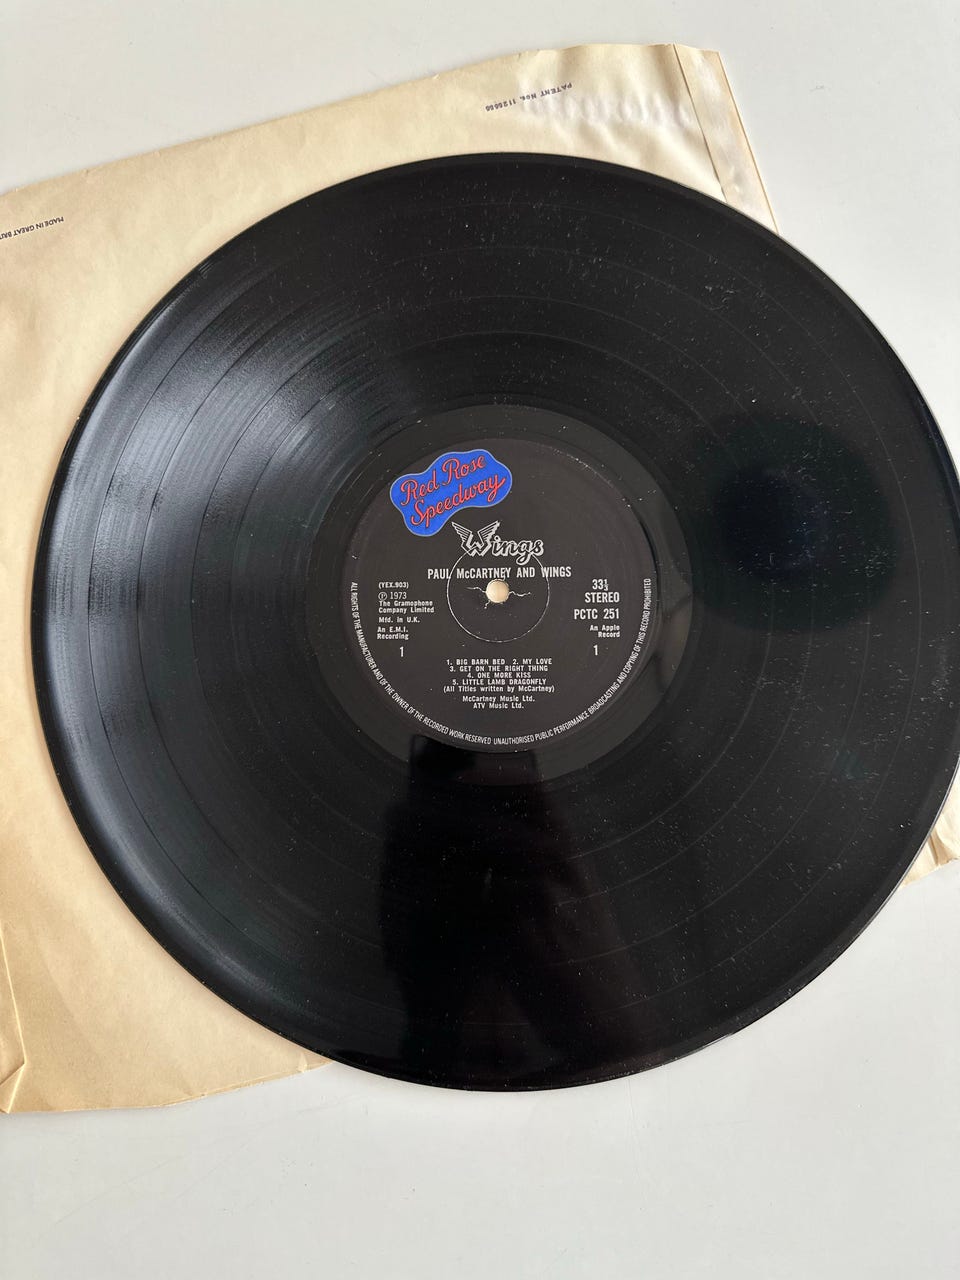 PATENT Nos. 1125555
MADE IN GREAT BRIT
Red Rose
Speedway
Wings
PAUL McCARTNEY AND WINGS
(YEX.903)
Ⓟ 1973
The Gramophone
Company Limited
Mfd. in U.K.
An E.M.I.
Recording
1
33⅓
STEREO
PCTC 251
An Apple
Record
1
1. BIG BARN BED 2. MY LOVE
3. GET ON THE RIGHT THING
4. ONE MORE KISS
5. LITTLE LAMB DRAGONFLY
(All Titles written by McCartney)
McCartney Music Ltd.
ATV Music Ltd.
ALL RIGHTS OF THE MANUFACTURER AND OF THE OWNER OF THE RECORDED WORK RESERVED UNAUTHORISED PUBLIC PERFORMANCE BROADCASTING AND COPYING OF THIS RECORD PROHIBITED